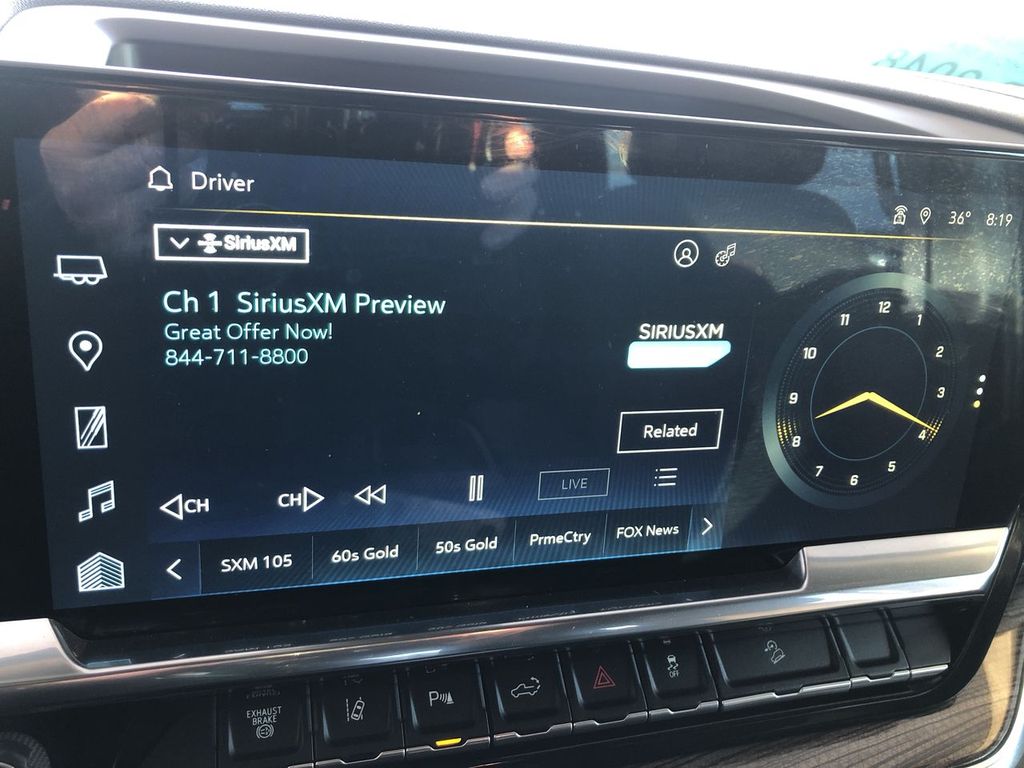 Driver
36° 8:19
SiriusXM
Ch 1 SiriusXM Preview
Great Offer Now!
844-711-8800
SIRIUSXM
Related
12
1
2
3
4
5
6
7
8
9
10
11
CH
CH
LIVE
SXM 105
60s Gold
50s Gold
PrmeCtry
FOX News
EXHAUST
BRAKE
P
OFF